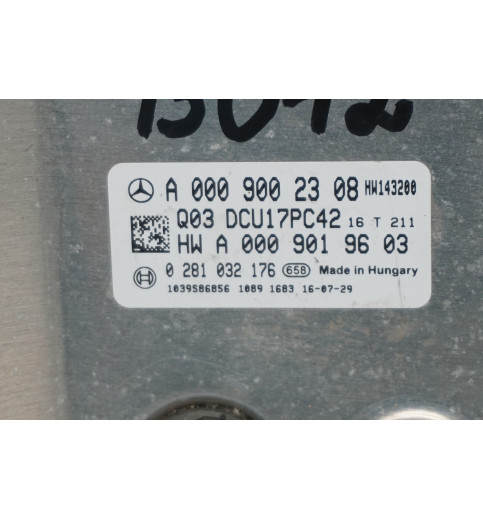 A 000 900 23 08 HW143200
Q03 DCU17PC42 16 T 211
HW A 000 901 96 03
0 281 032 176 658 Made in Hungary
1039S86856 1089 1683 16-07-29